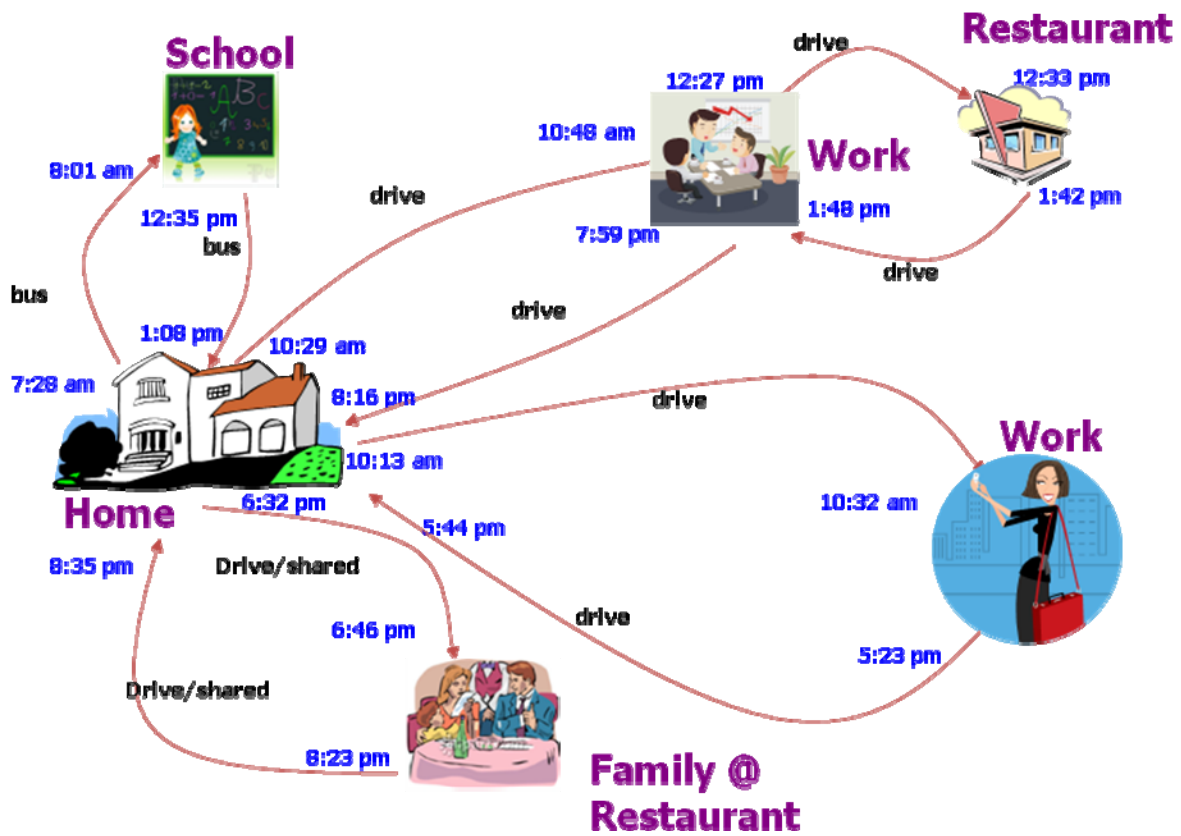 School
8:01 am
12:35 pm
bus
bus
1:08 pm
7:28 am
10:29 am
8:16 pm
10:13 am
6:32 pm
Home
drive
drive
12:27 pm
10:48 am
Work
1:48 pm
7:59 pm
drive
Restaurant
12:33 pm
1:42 pm
drive
drive
Work
10:32 am
5:23 pm
drive
5:44 pm
8:35 pm
Drive/shared
6:46 pm
Drive/shared
8:23 pm
Family @
Restaurant